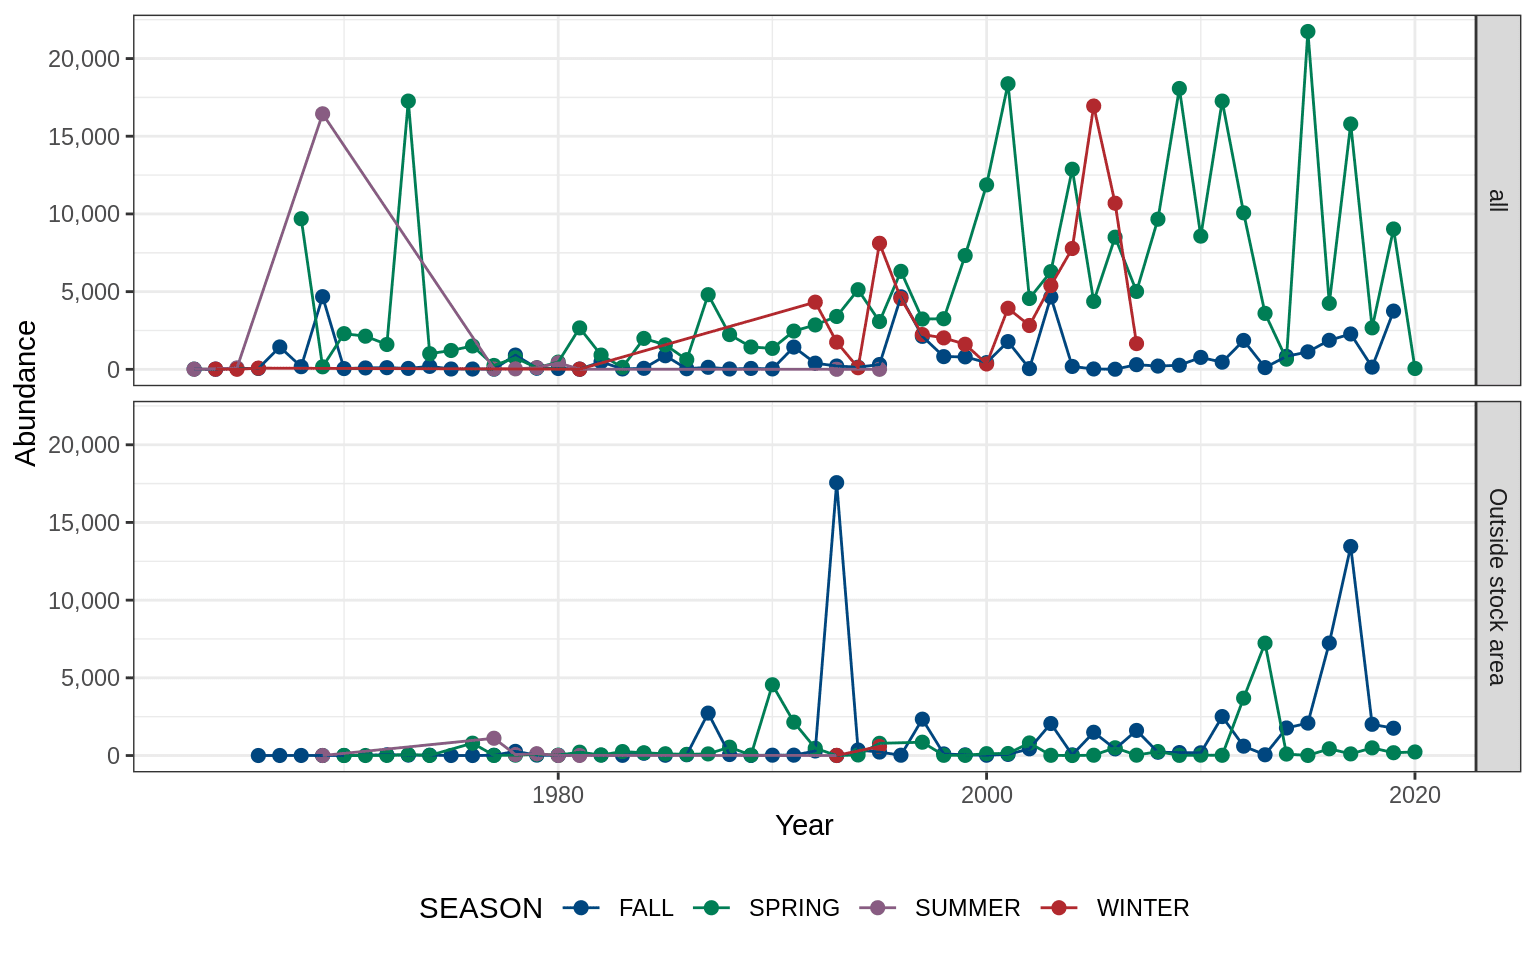 20,000
15,000
10,000
5,000
0
all
20,000
15,000
10,000
5,000
0
Outside stock area
Abundance
1980
2000
2020
Year
SEASON
FALL
SPRING
SUMMER
WINTER